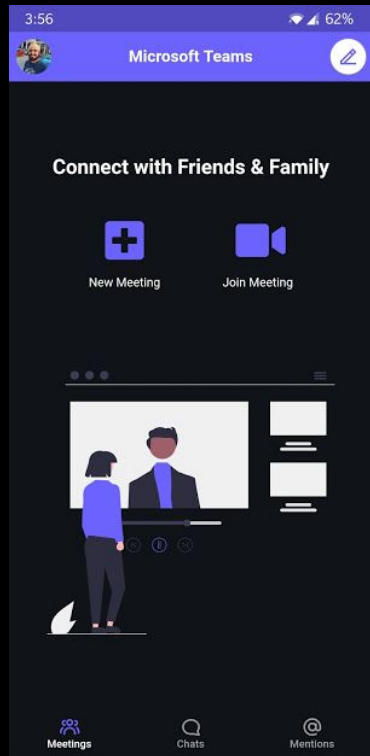 3:56 62%
Microsoft Teams
Connect with Friends & Family
New Meeting Join Meeting
Meetings Chats Mentions